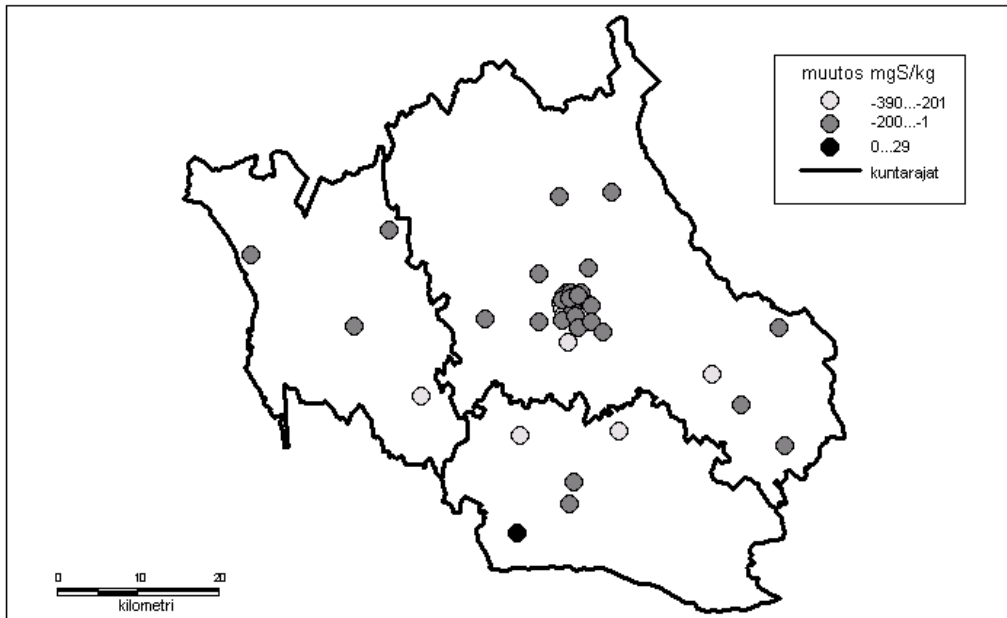 muutos mgS/kg
-390...-201
-200...-1
0...29
kuntarajat
0 10 20
kilometri